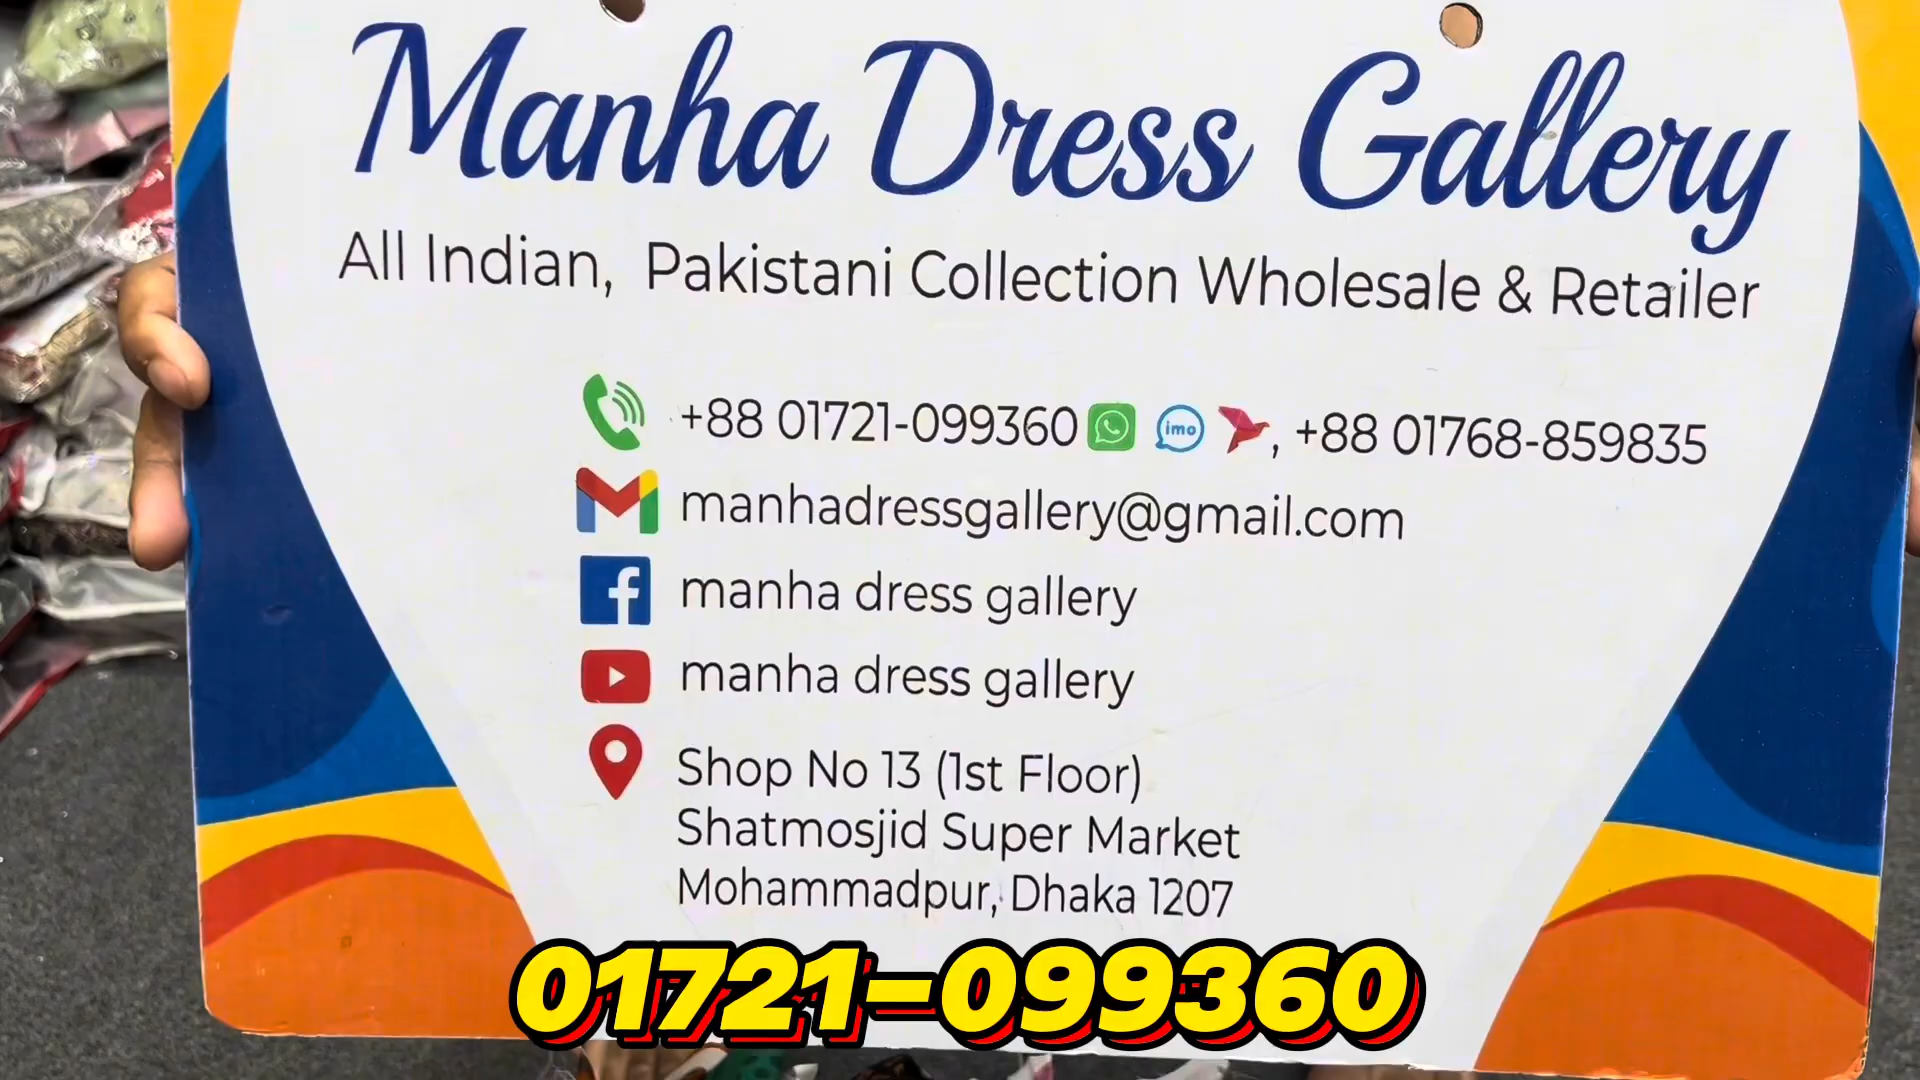 Manha Dress Gallery
All Indian, Pakistani Collection Wholesale & Retailer
+88 01721-099360 imo, +88 01768-859835
manhadressgallery@gmail.com
manha dress gallery
manha dress gallery
Shop No 13 (1st Floor)
Shatmosjid Super Market
Mohammadpur, Dhaka 1207
01721-099360